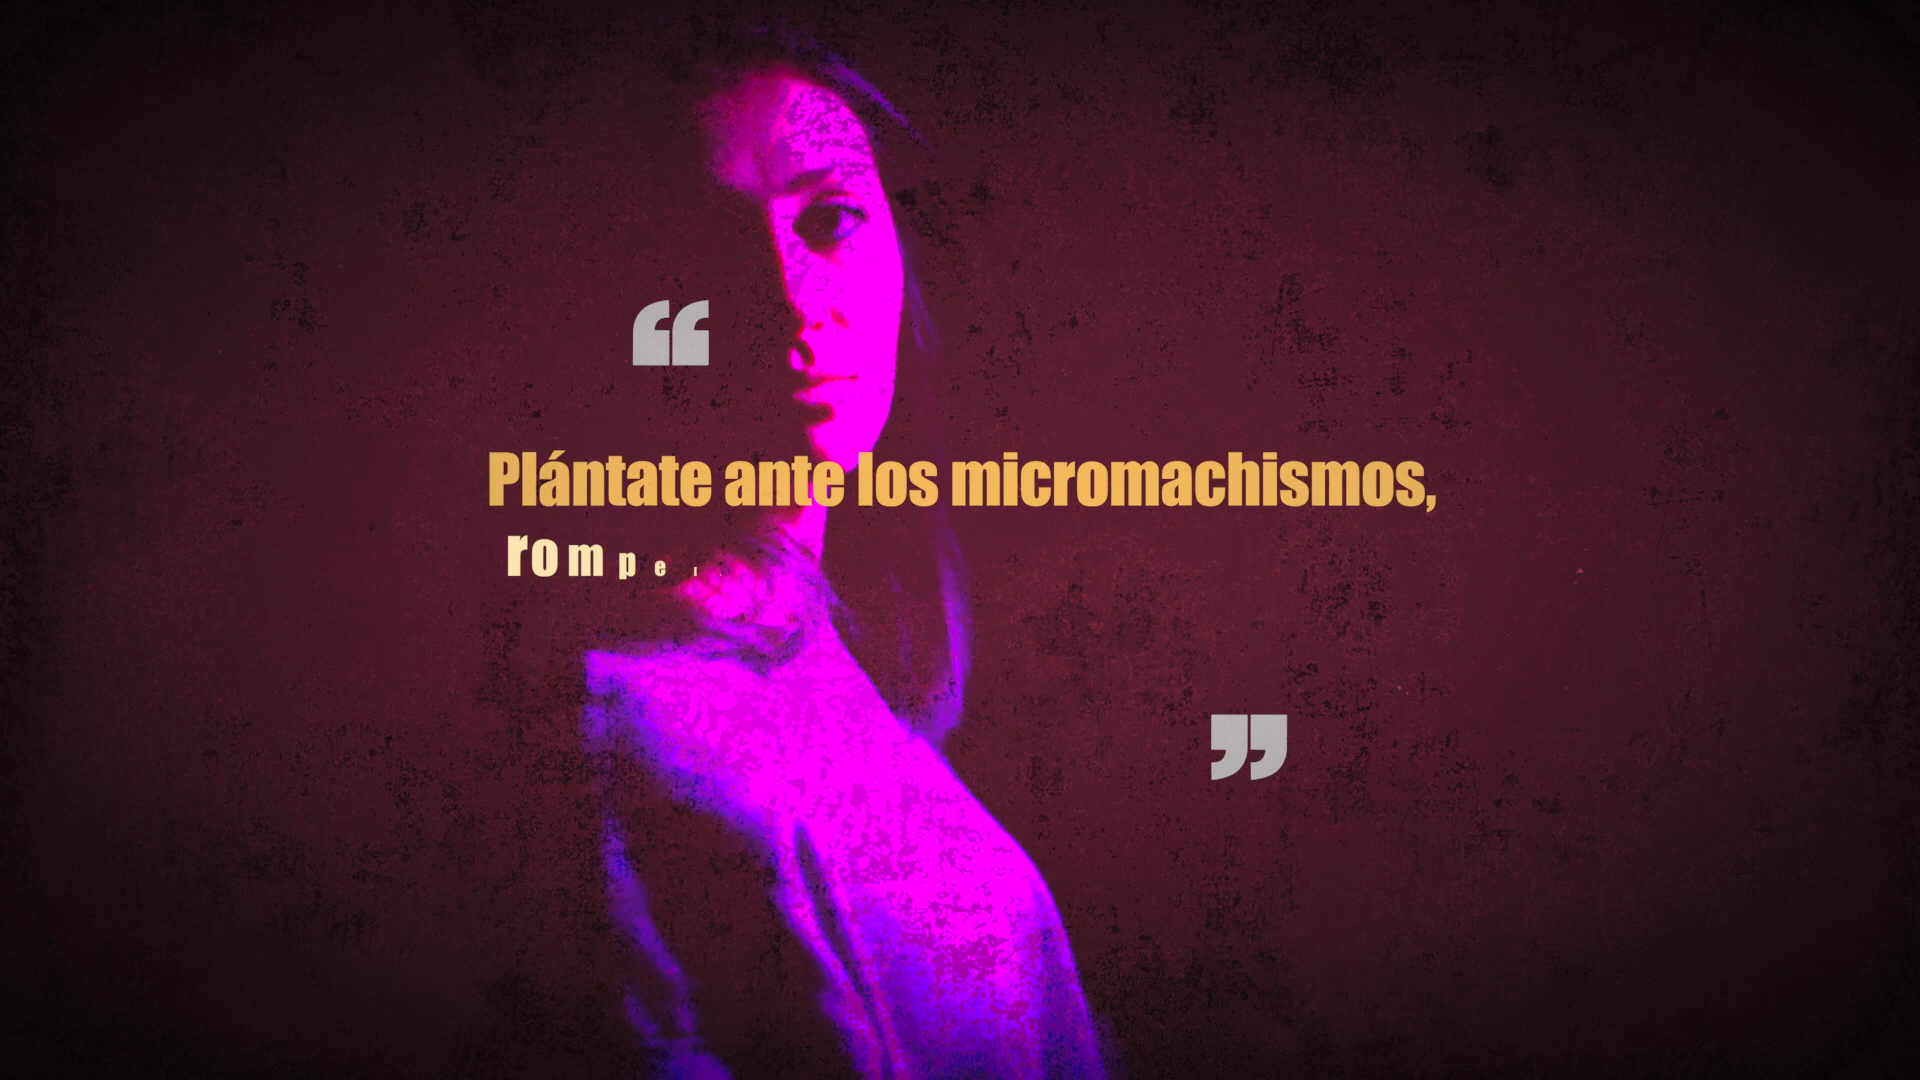 “
Plántate ante los micromachismos,
rompe
”